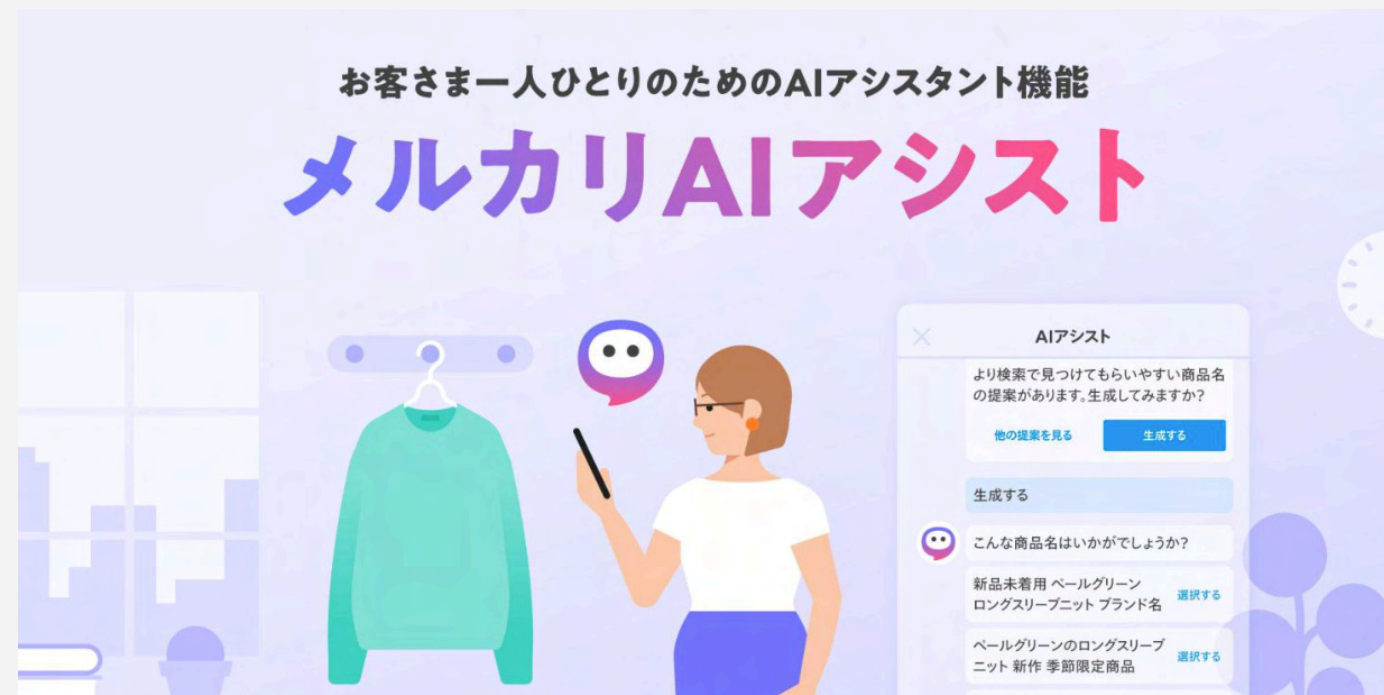 お客さま一人ひとりのためのAIアシスタント機能
メルカリAIアシスト
AIアシスト
より検索で見つけてもらいやすい商品名
の提案があります。生成してみますか?
他の提案を見る
生成する
生成する
こんな商品名はいかがでしょうか?
新品未着用 ペールグリーン
ロングスリーブニット ブランド名
選択する
ペールグリーンのロングスリーブ
ニット 新作 季節限定商品
選択する